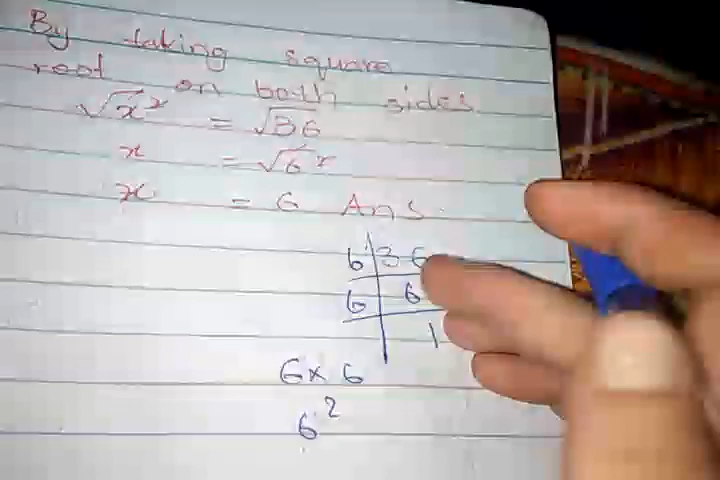 By taking square
root on both sides
√x² = √36
x = √6²
x = 6 Ans.
6 | 36
6 | 6
1
6 x 6
6²